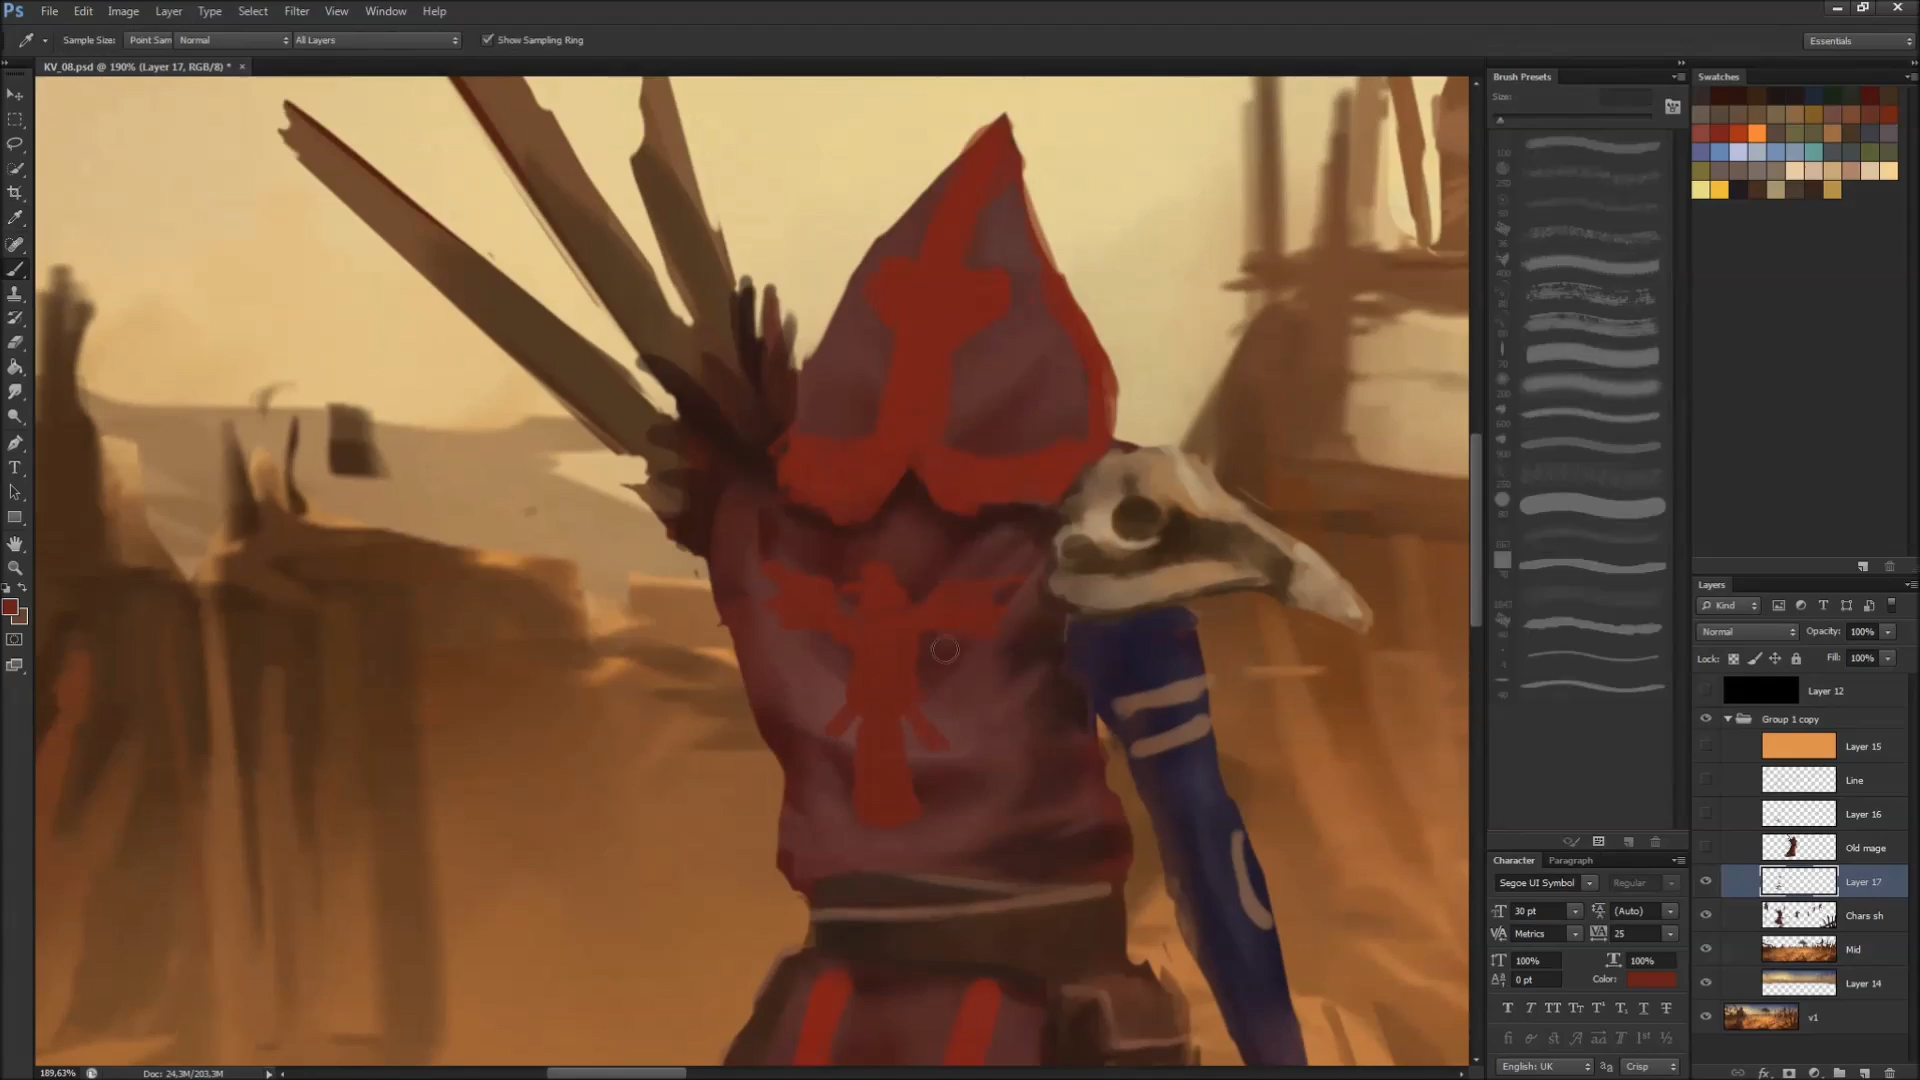 Ps File Edit Image Layer Type Select Filter View Window Help
Sample Size: Point Sam Normal All Layers Show Sampling Ring Essentials
KV_08.psd @ 190% (Layer 17, RGB/8) * ×
Brush Presets
Swatches
Size:
Layers
Kind
Normal Opacity: 100%
Lock: Fill: 100%
Layer 12
Group 1 copy
Layer 15
Line
Layer 16
Old mage
Layer 17
Chars sh
Mid
Layer 14
v1
Character Paragraph
Segoe UI Symbol Regular
30 pt (Auto)
Metrics 25
100% 100%
0 pt Color:
English: UK Crisp
189,63% Doc: 24,3M/203,3M